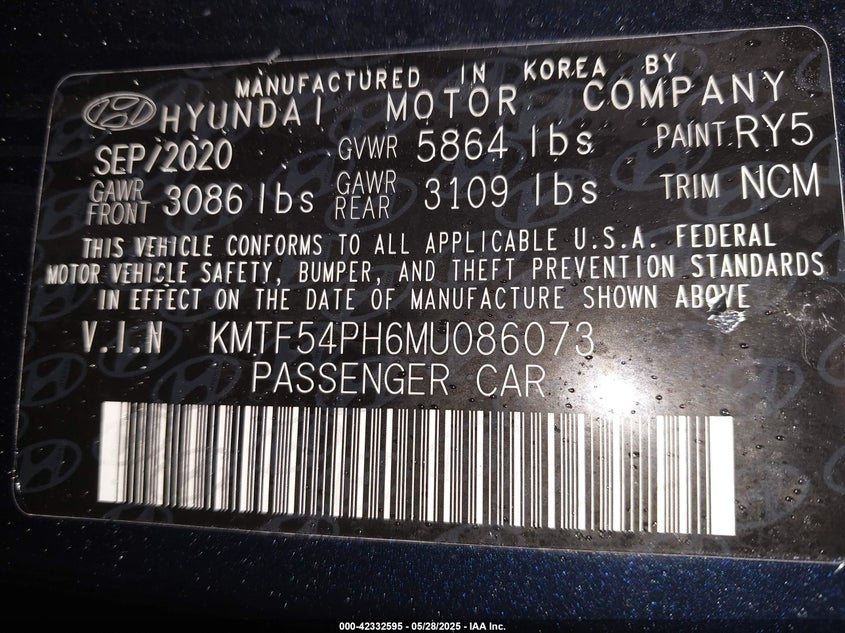 MANUFACTURED IN KOREA BY
HYUNDAI MOTOR COMPANY
SEP/2020 GVWR 5864 lbs PAINT RY5
GAWR FRONT 3086 lbs GAWR REAR 3109 lbs TRIM NCM
THIS VEHICLE CONFORMS TO ALL APPLICABLE U.S.A. FEDERAL
MOTOR VEHICLE SAFETY, BUMPER, AND THEFT PREVENTION STANDARDS
IN EFFECT ON THE DATE OF MANUFACTURE SHOWN ABOVE
V.I.N KMTF54PH6MU086073
PASSENGER CAR
000-42332595 - 05/28/2025 - IAA Inc.